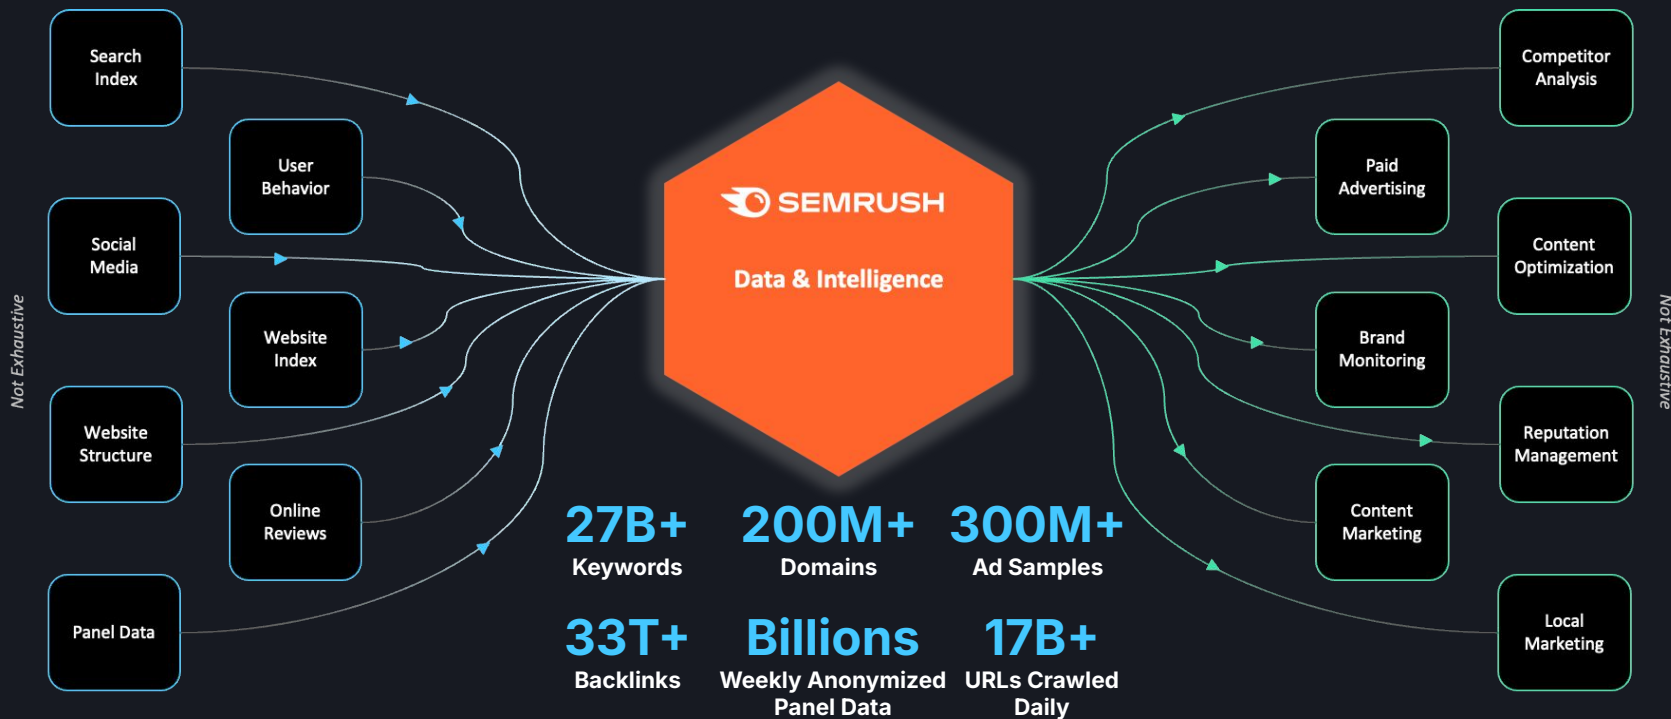 Search
Index
User
Behavior
Social
Media
Website
Index
Website
Structure
Online
Reviews
Panel Data
Not Exhaustive
SEMRUSH
Data & Intelligence
27B+
Keywords
200M+
Domains
300M+
Ad Samples
33T+
Backlinks
Billions
Weekly Anonymized
Panel Data
17B+
URLs Crawled
Daily
Competitor
Analysis
Paid
Advertising
Content
Optimization
Brand
Monitoring
Reputation
Management
Content
Marketing
Local
Marketing
Not Exhaustive